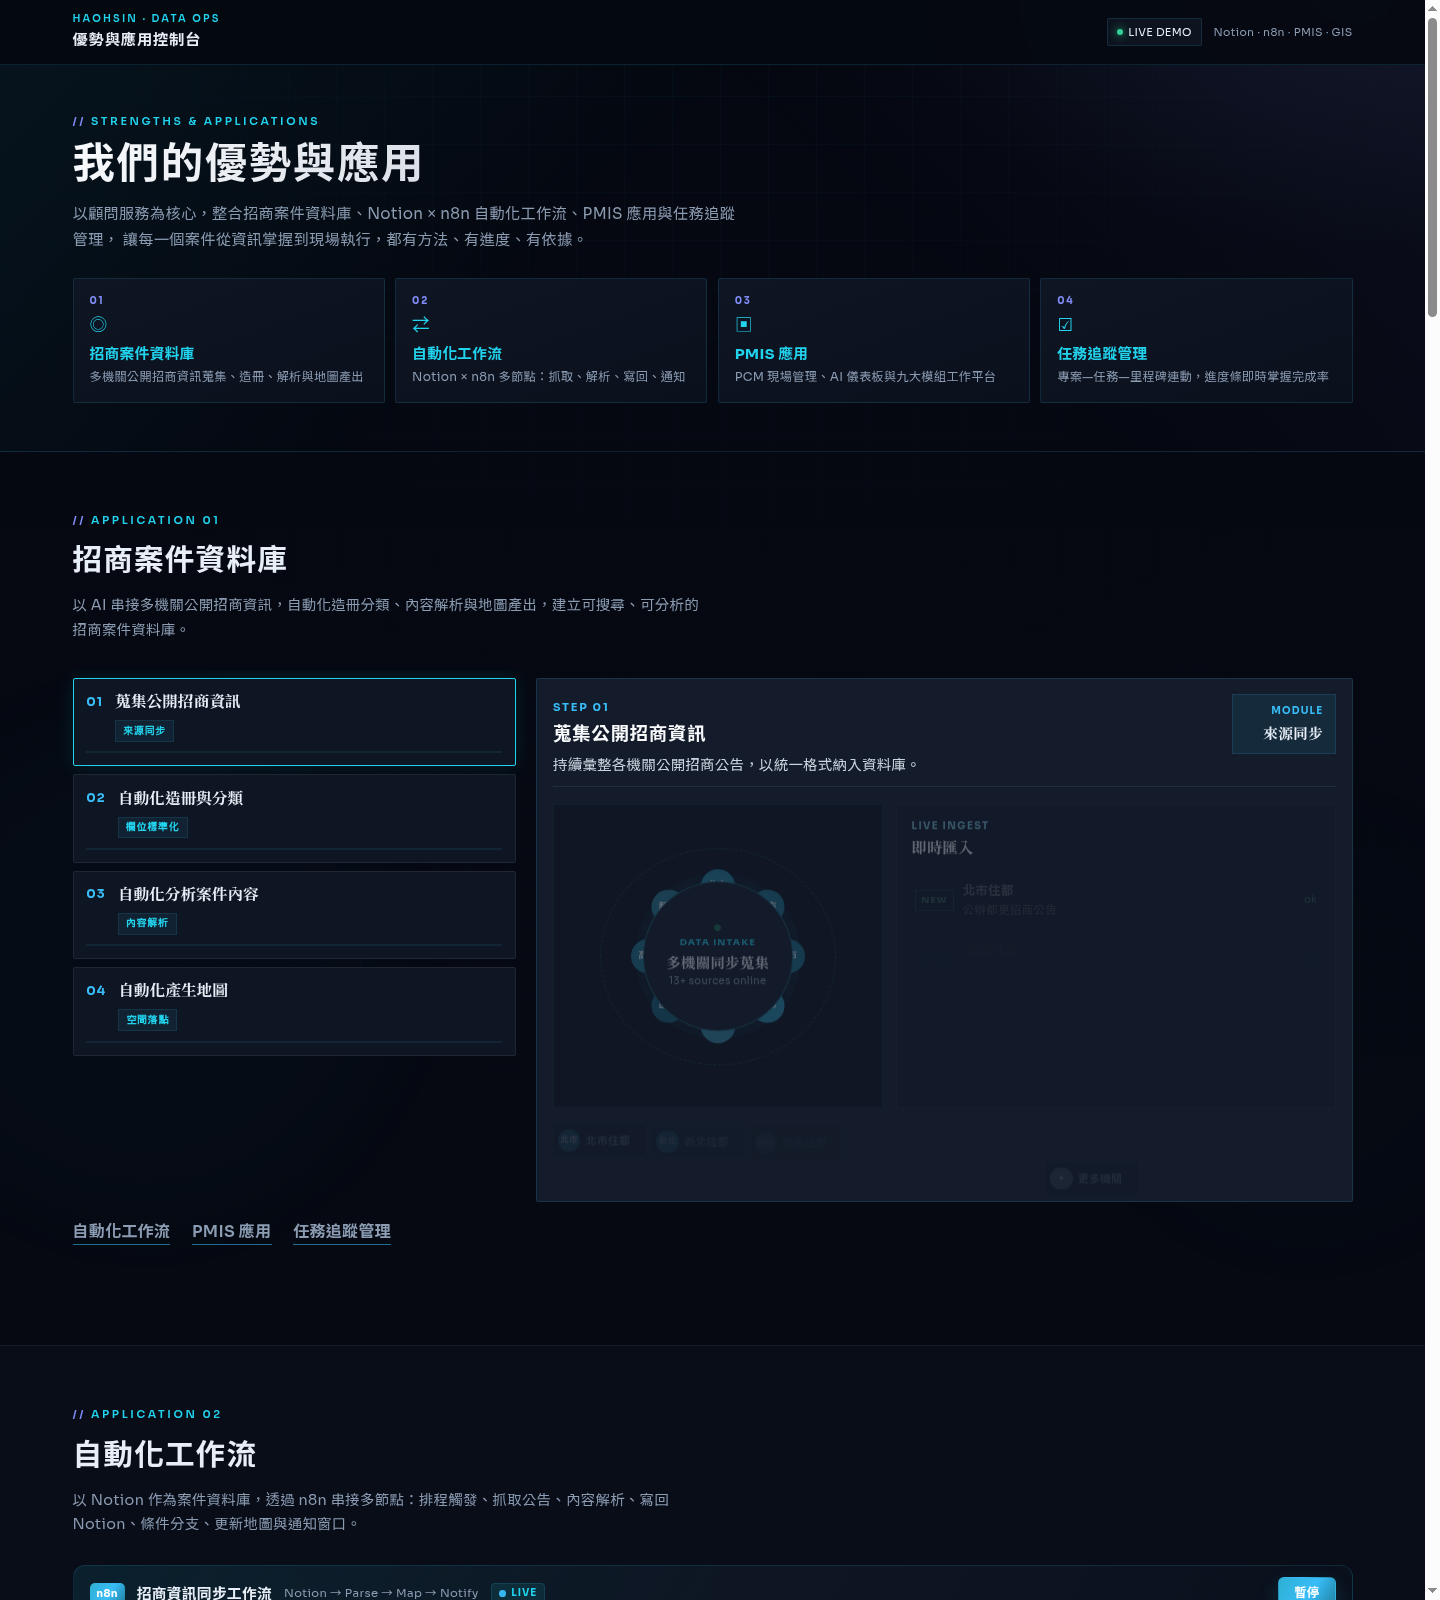 HAOHSIN · DATA OPS
優勢與應用控制台
LIVE DEMO
Notion · n8n · PMIS · GIS
// STRENGTHS & APPLICATIONS
我們的優勢與應用
以顧問服務為核心，整合招商案件資料庫、Notion × n8n 自動化工作流、PMIS 應用與任務追蹤
管理， 讓每一個案件從資訊掌握到現場執行，都有方法、有進度、有依據。
01
招商案件資料庫
多機關公開招商資訊蒐集、造冊、解析與地圖產出
02
自動化工作流
Notion × n8n 多節點：抓取、解析、寫回、通知
03
PMIS 應用
PCM 現場管理、AI 儀表板與九大模組工作平台
04
任務追蹤管理
專案—任務—里程碑連動，進度條即時掌握完成率
// APPLICATION 01
招商案件資料庫
以 AI 串接多機關公開招商資訊，自動化造冊分類、內容解析與地圖產出，建立可搜尋、可分析的
招商案件資料庫。
01 蒐集公開招商資訊
來源同步
02 自動化造冊與分類
欄位標準化
03 自動化分析案件內容
內容解析
04 自動化產生地圖
空間落點
STEP 01
蒐集公開招商資訊
持續彙整各機關公開招商公告，以統一格式納入資料庫。
MODULE
來源同步
DATA INTAKE
多機關同步蒐集
13+ sources online
LIVE INGEST
即時匯入
NEW
北市住都
公辦都更招商公告
ok
北市 北市住都
更多機關
自動化工作流 PMIS 應用 任務追蹤管理
// APPLICATION 02
自動化工作流
以 Notion 作為案件資料庫，透過 n8n 串接多節點：排程觸發、抓取公告、內容解析、寫回
Notion、條件分支、更新地圖與通知窗口。
n8n 招商資訊同步工作流 Notion → Parse → Map → Notify LIVE
暫停